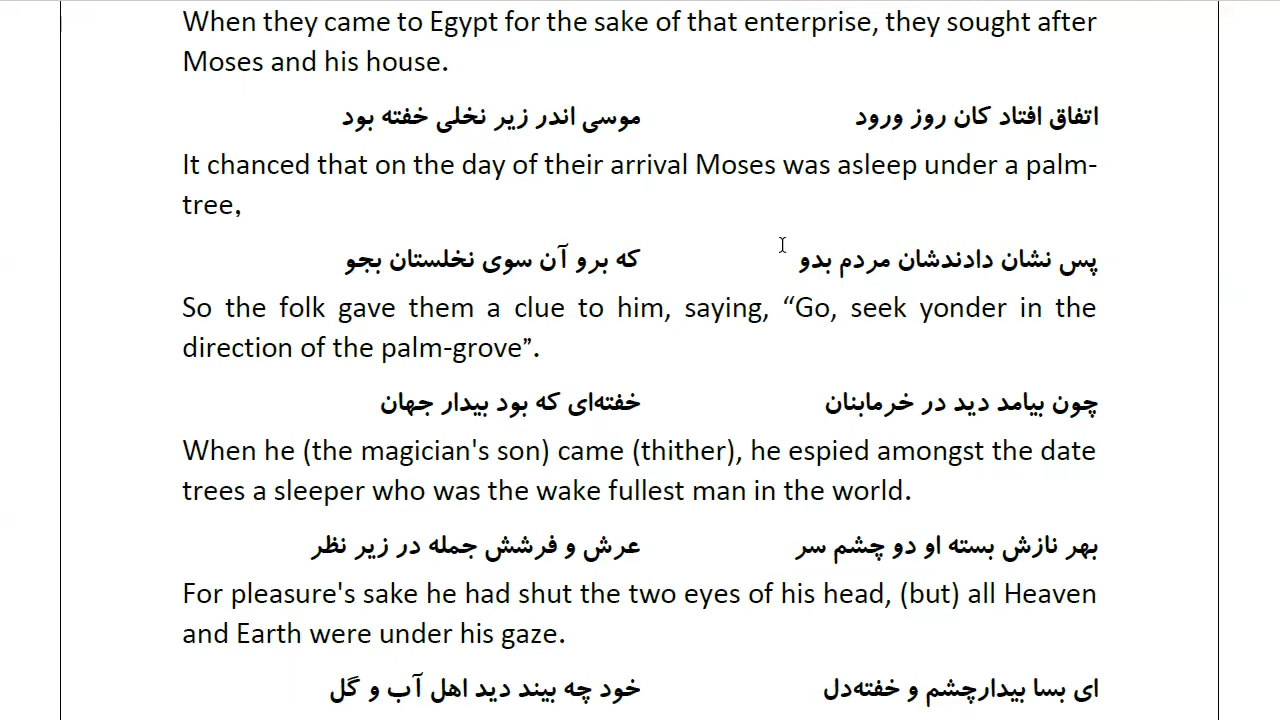 When they came to Egypt for the sake of that enterprise, they sought after
Moses and his house.
اتفاق افتاد کان روز ورود موسی اندر زیر نخلی خفته بود
It chanced that on the day of their arrival Moses was asleep under a palm-
tree,
پس نشان دادندشان مردم بدو که برو آن سوی نخلستان بجو
So the folk gave them a clue to him, saying, “Go, seek yonder in the
direction of the palm-grove”.
چون بیامد دید در خرمابنان خفته‌ای که بود بیدار جهان
When he (the magician's son) came (thither), he espied amongst the date
trees a sleeper who was the wake fullest man in the world.
بهر نازش بسته او دو چشم سر عرش و فرشش جمله در زیر نظر
For pleasure's sake he had shut the two eyes of his head, (but) all Heaven
and Earth were under his gaze.
ای بسا بیدارچشم و خفته‌دل خود چه بیند دید اهل آب و گل